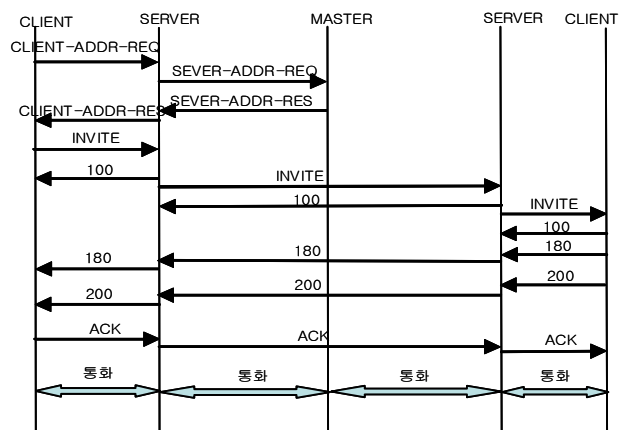 CLIENT SERVER MASTER SERVER CLIENT
CLIENT-ADDR-REQ
SEVER-ADDR-REQ
SEVER-ADDR-RES
CLIENT-ADDR-RES
INVITE
100
INVITE
100
INVITE
100
180
180
180
200
200
200
ACK
ACK
ACK
통화 통화 통화 통화